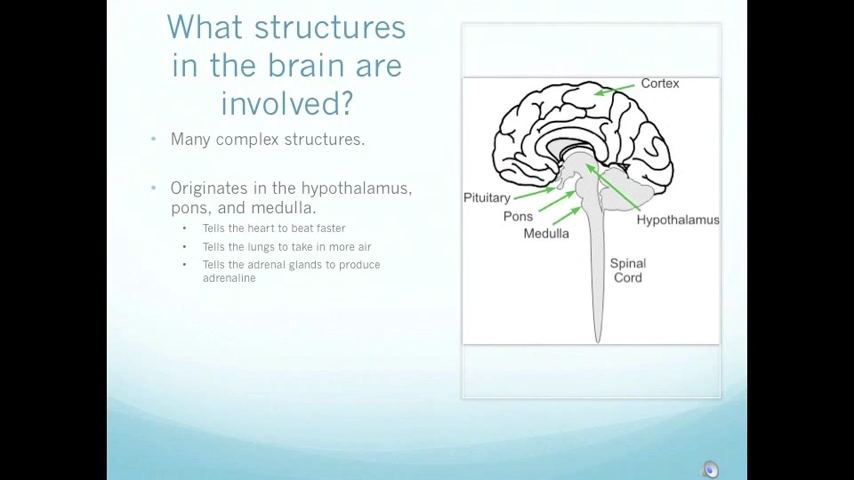 What structures
in the brain are
involved?
• Many complex structures.
• Originates in the hypothalamus,
pons, and medulla.
• Tells the heart to beat faster
• Tells the lungs to take in more air
• Tells the adrenal glands to produce
adrenaline
Cortex
Pituitary
Pons
Hypothalamus
Medulla
Spinal
Cord